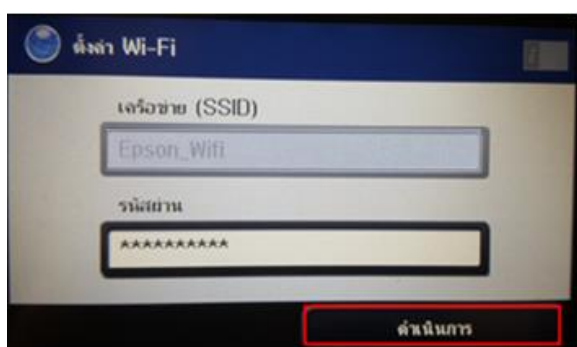 ตั้งค่า Wi-Fi
เครือข่าย (SSID)
Epson_Wifi
รหัสผ่าน
**********
ดำเนินการ